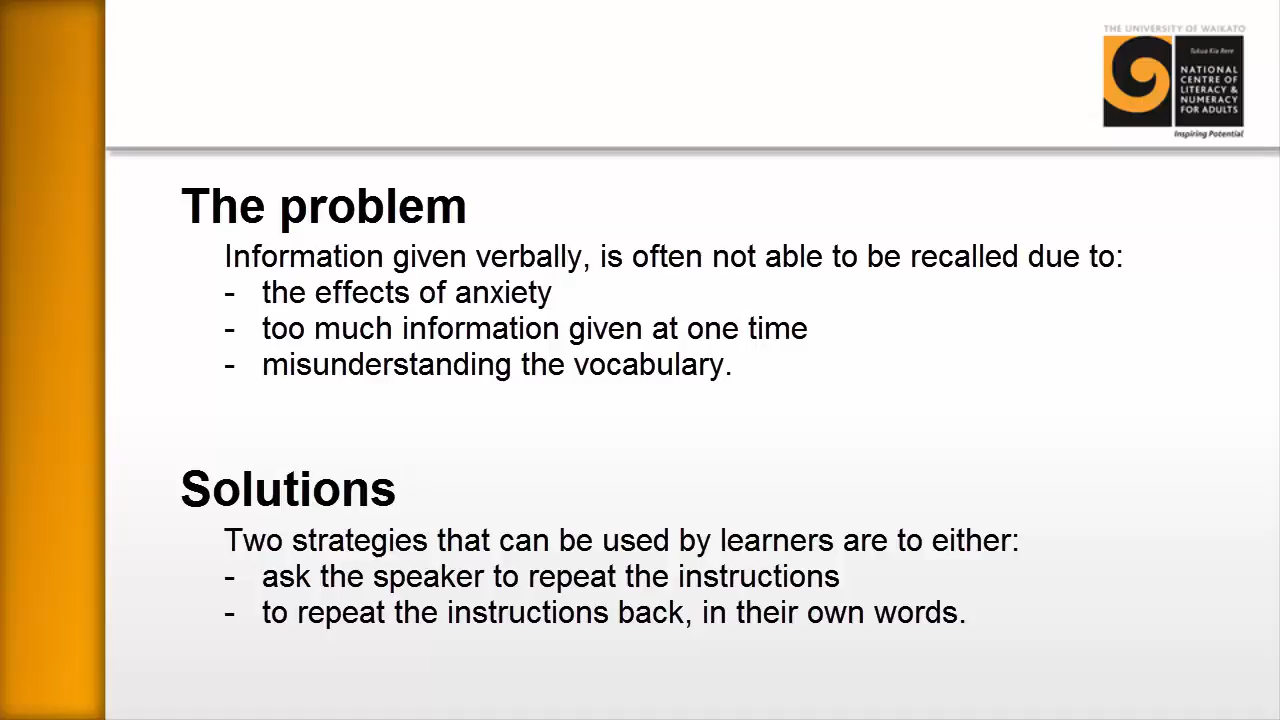 THE UNIVERSITY OF WAIKATO
Tukua Kia Rere
NATIONAL
CENTRE OF
LITERACY &
NUMERACY
FOR ADULTS
Inspiring Potential
The problem
Information given verbally, is often not able to be recalled due to:
- the effects of anxiety
- too much information given at one time
- misunderstanding the vocabulary.
Solutions
Two strategies that can be used by learners are to either:
- ask the speaker to repeat the instructions
- to repeat the instructions back, in their own words.